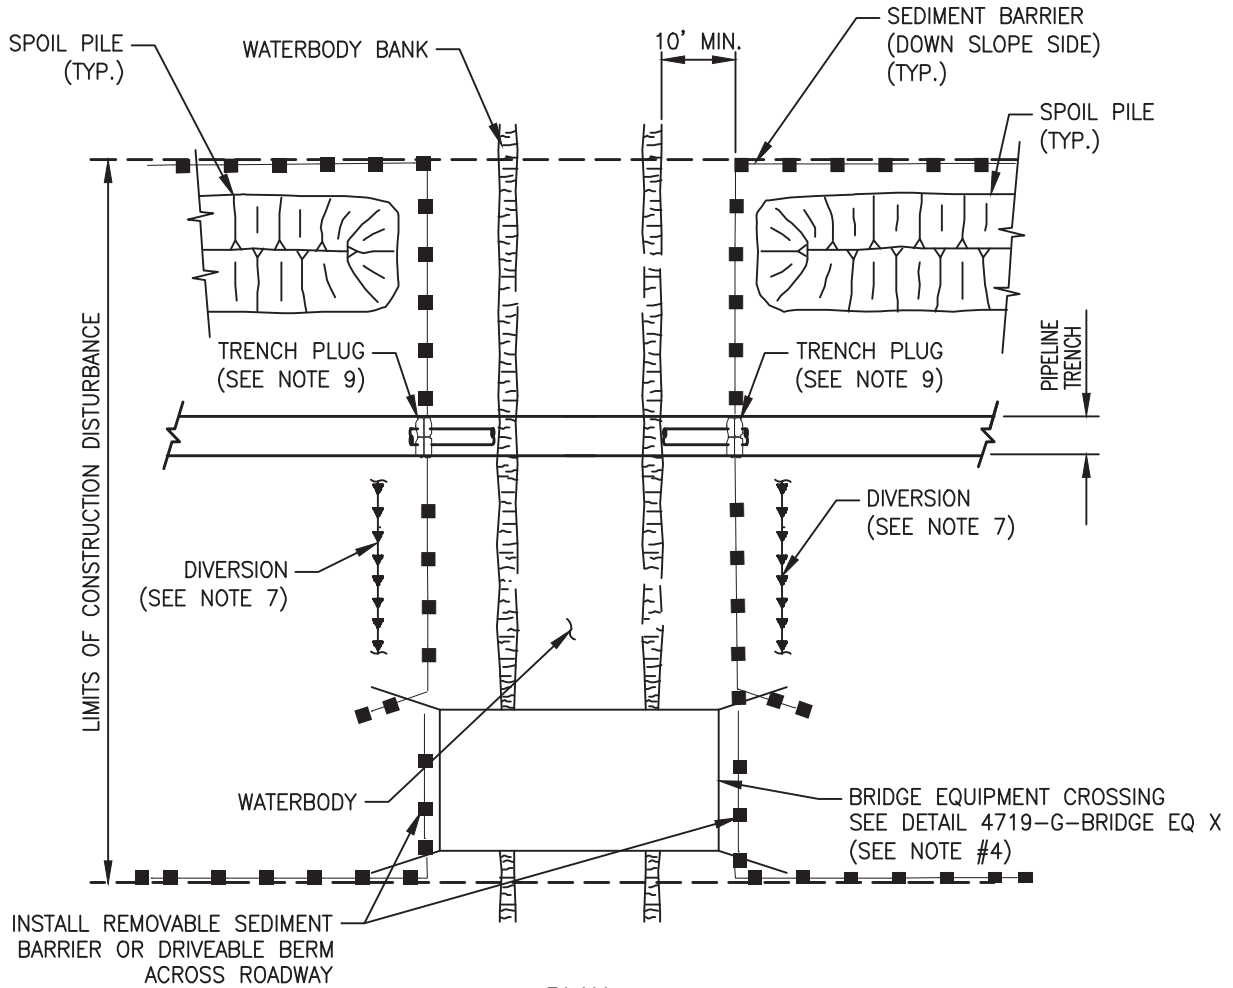 SPOIL PILE
(TYP.)
WATERBODY BANK
10' MIN.
SEDIMENT BARRIER
(DOWN SLOPE SIDE)
(TYP.)
SPOIL PILE
(TYP.)
LIMITS OF CONSTRUCTION DISTURBANCE
TRENCH PLUG
(SEE NOTE 9)
TRENCH PLUG
(SEE NOTE 9)
PIPELINE
TRENCH
DIVERSION
(SEE NOTE 7)
DIVERSION
(SEE NOTE 7)
WATERBODY
BRIDGE EQUIPMENT CROSSING
SEE DETAIL 4719-G-BRIDGE EQ X
(SEE NOTE #4)
INSTALL REMOVABLE SEDIMENT
BARRIER OR DRIVEABLE BERM
ACROSS ROADWAY